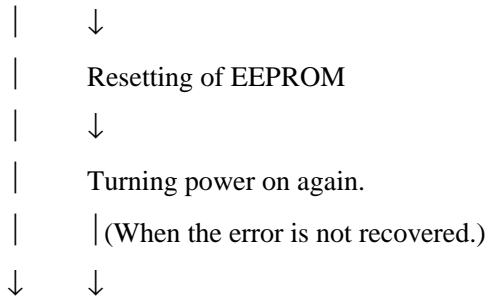 | ↓
| Resetting of EEPROM
| ↓
| Turning power on again.
| |(When the error is not recovered.)
↓ ↓